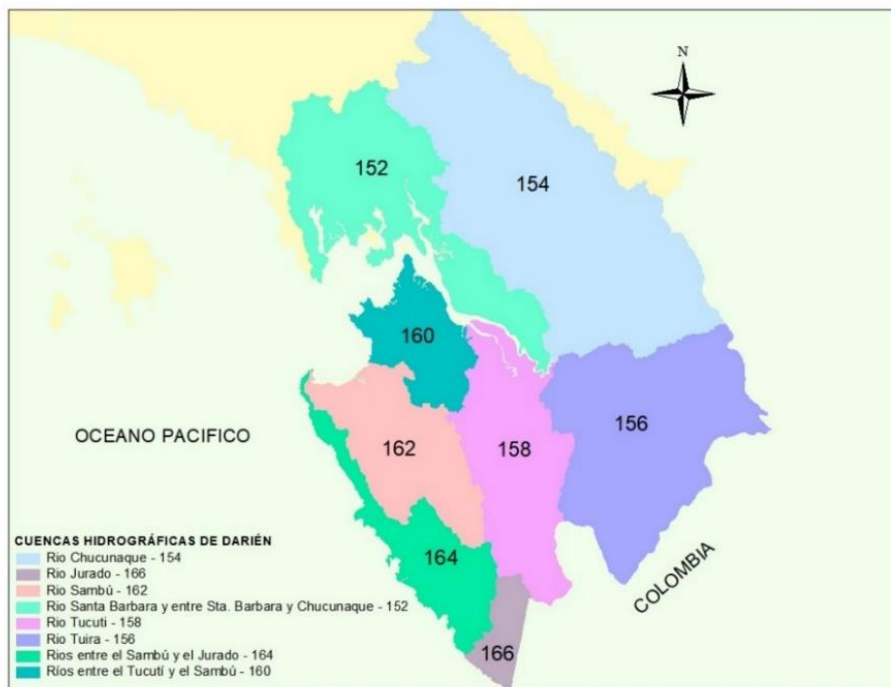 N
152
154
160
156
OCEANO PACIFICO
162
158
164
COLOMBIA
166
CUENCAS HIDROGRÁFICAS DE DARIÉN
Rio Chucunaque - 154
Rio Jurado - 166
Rio Sambú - 162
Rio Santa Barbara y entre Sta. Barbara y Chucunaque - 152
Rio Tucuti - 158
Rio Tuira - 156
Rios entre el Sambú y el Jurado - 164
Ríos entre el Tucutí y el Sambú - 160